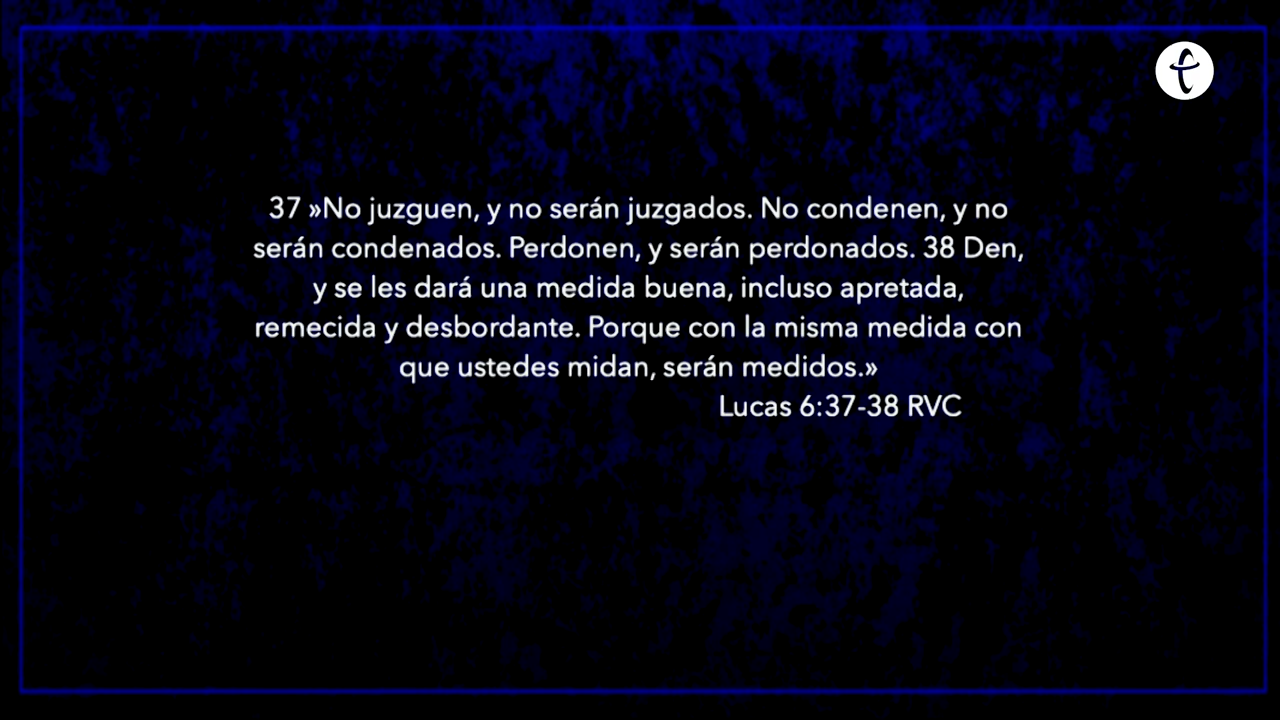 37 »No juzguen, y no serán juzgados. No condenen, y no
serán condenados. Perdonen, y serán perdonados. 38 Den,
y se les dará una medida buena, incluso apretada,
remecida y desbordante. Porque con la misma medida con
que ustedes midan, serán medidos.»
Lucas 6:37-38 RVC